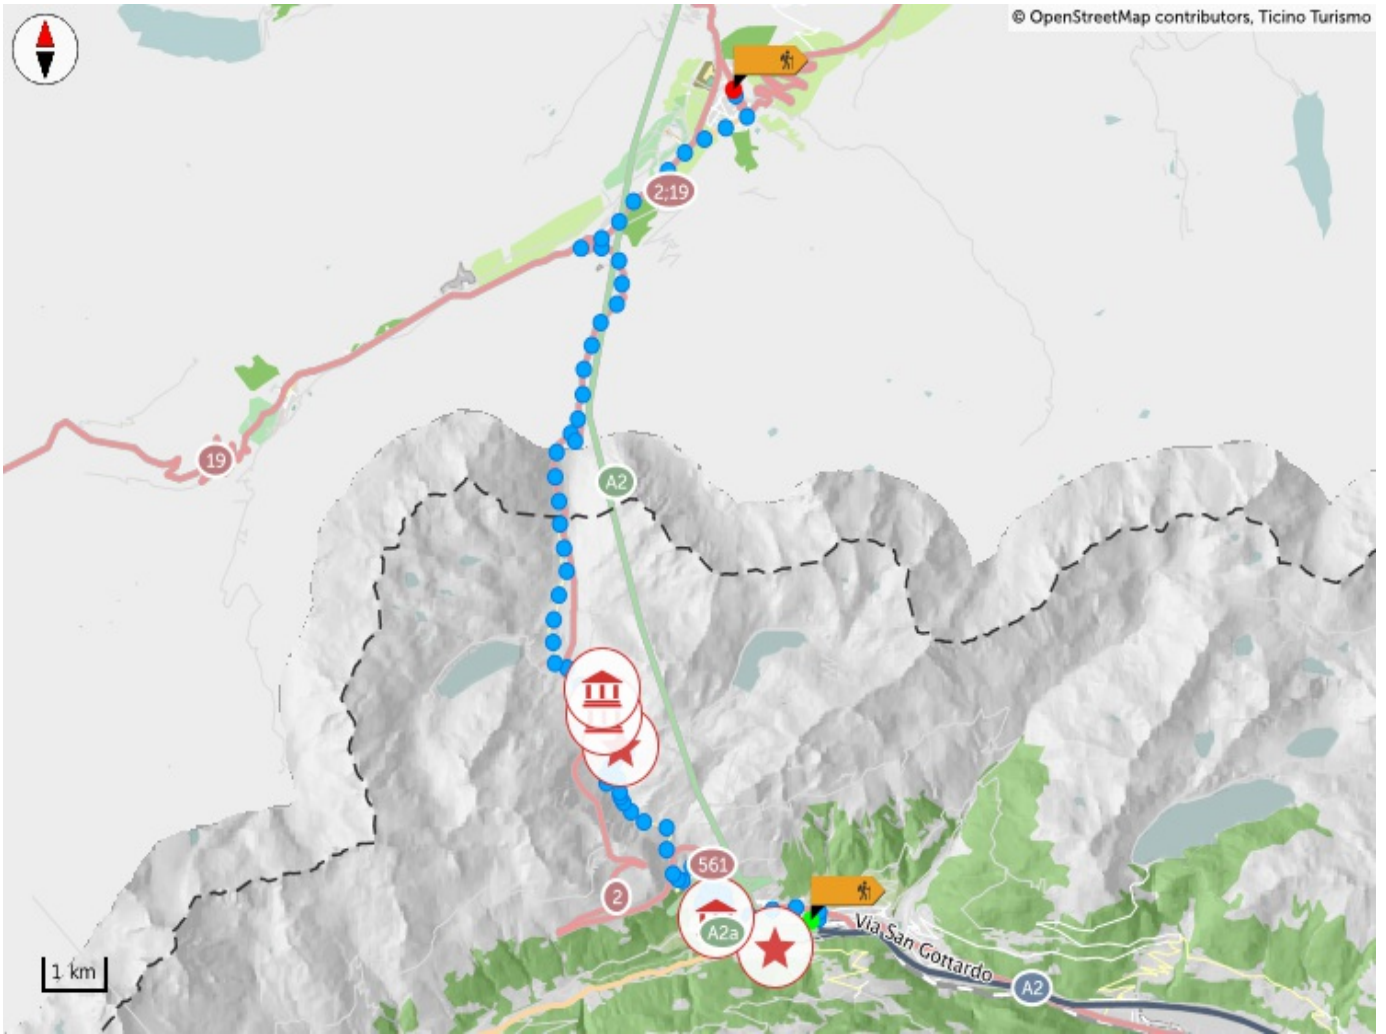 © OpenStreetMap contributors, Ticino Turismo
2;19
19
A2
561
2
A2a
Via San Gottardo
1 km
A2